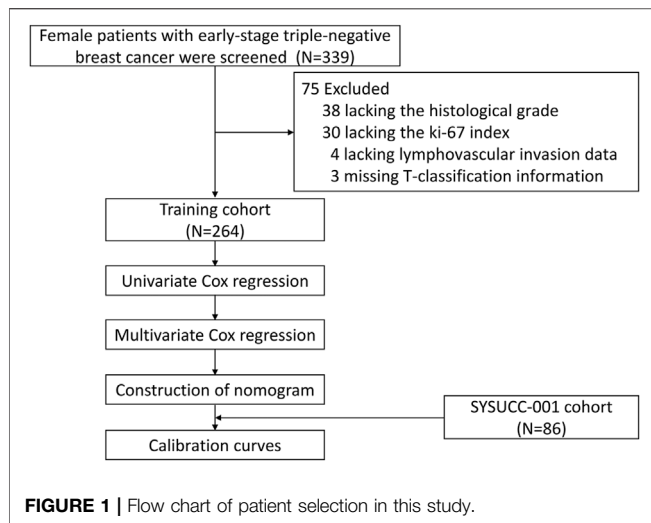 Female patients with early-stage triple-negative
breast cancer were screened (N=339)
75 Excluded
38 lacking the histological grade
30 lacking the ki-67 index
4 lacking lymphovascular invasion data
3 missing T-classification information
Training cohort
(N=264)
Univariate Cox regression
Multivariate Cox regression
Construction of nomogram
SYSUCC-001 cohort
(N=86)
Calibration curves
FIGURE 1 | Flow chart of patient selection in this study.